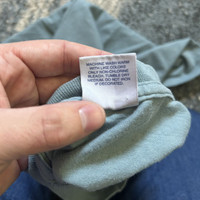 MACHINE WASH WARM
WITH LIKE COLORS
ONLY NON-CHLORINE
BLEACH. TUMBLE DRY
MEDIUM. DO NOT IRON
IF DECORATED.